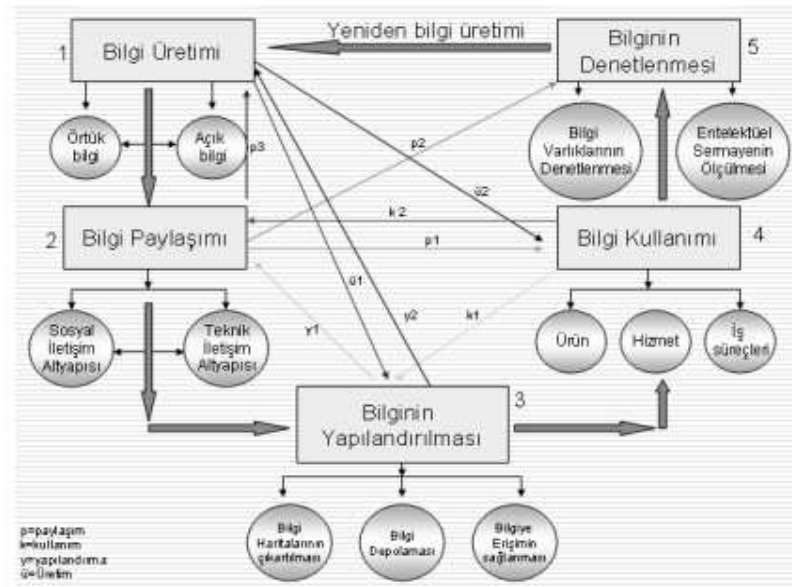 Yeniden bilgi üretimi
1
Bilgi Üretimi
Bilginin
Denetlenmesi
5
Örtük
bilgi
Açık
bilgi
p3
p2
ü2
Bilgi
Varlıklarının
Denetlenmesi
Entelektüel
Sermayenin
Ölçülmesi
2
Bilgi Paylaşımı
k2
p1
Bilgi Kullanımı
4
ü1
y1
y2
k1
Sosyal
İletişim
Altyapısı
Teknik
İletişim
Altyapısı
Ürün
Hizmet
İş
süreçleri
Bilginin
Yapılandırılması
3
Bilgi
Haritalarının
çıkartılması
Bilgi
Depolaması
Bilgiye
Erişimin
sağlanması
p=paylaşım
k=kullanım
y=yapılandırma
ü=Üretim